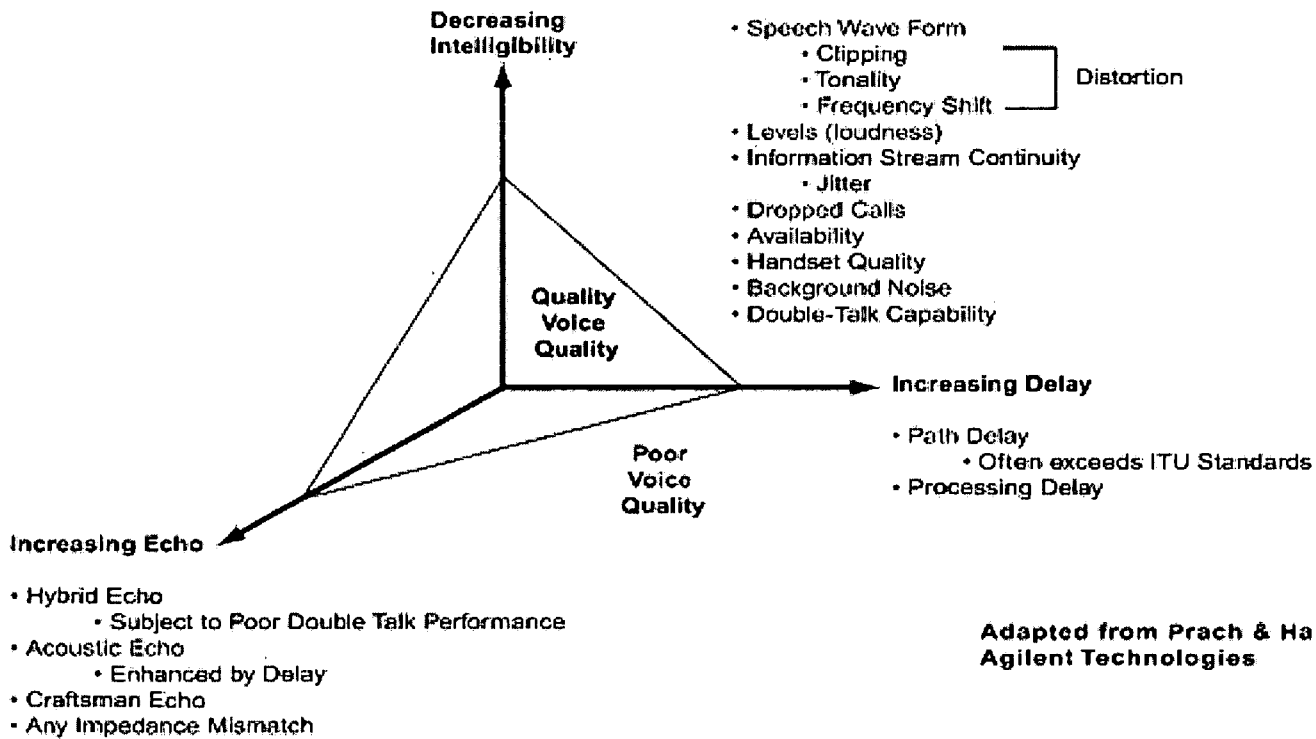 Decreasing
Intelligibility
• Speech Wave Form
• Clipping
• Tonality
• Frequency Shift
Distortion
• Levels (loudness)
• Information Stream Continuity
• Jitter
• Dropped Calls
• Availability
• Handset Quality
• Background Noise
• Double-Talk Capability
Quality
Voice
Quality
Increasing Delay
• Path Delay
• Often exceeds ITU Standards
• Processing Delay
Poor
Voice
Quality
Increasing Echo
• Hybrid Echo
• Subject to Poor Double Talk Performance
• Acoustic Echo
• Enhanced by Delay
• Craftsman Echo
• Any Impedance Mismatch
Adapted from Prach & Ha
Agilent Technologies